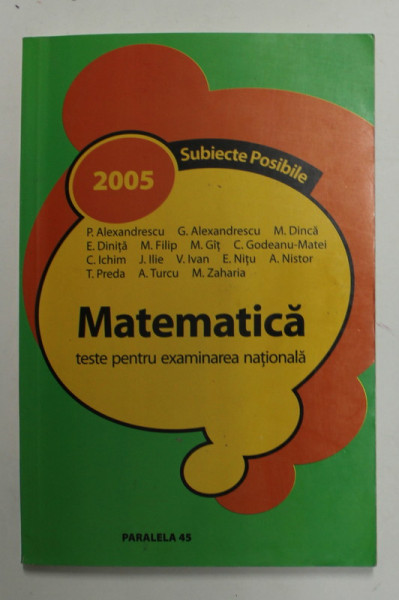 Subiecte Posibile
2005
P. Alexandrescu G. Alexandrescu M. Dincă
E. Diniță M. Filip M. Gîț C. Godeanu-Matei
C. Ichim J. Ilie V. Ivan E. Nițu A. Nistor
T. Preda A. Turcu M. Zaharia
Matematică
teste pentru examinarea națională
PARALELA 45